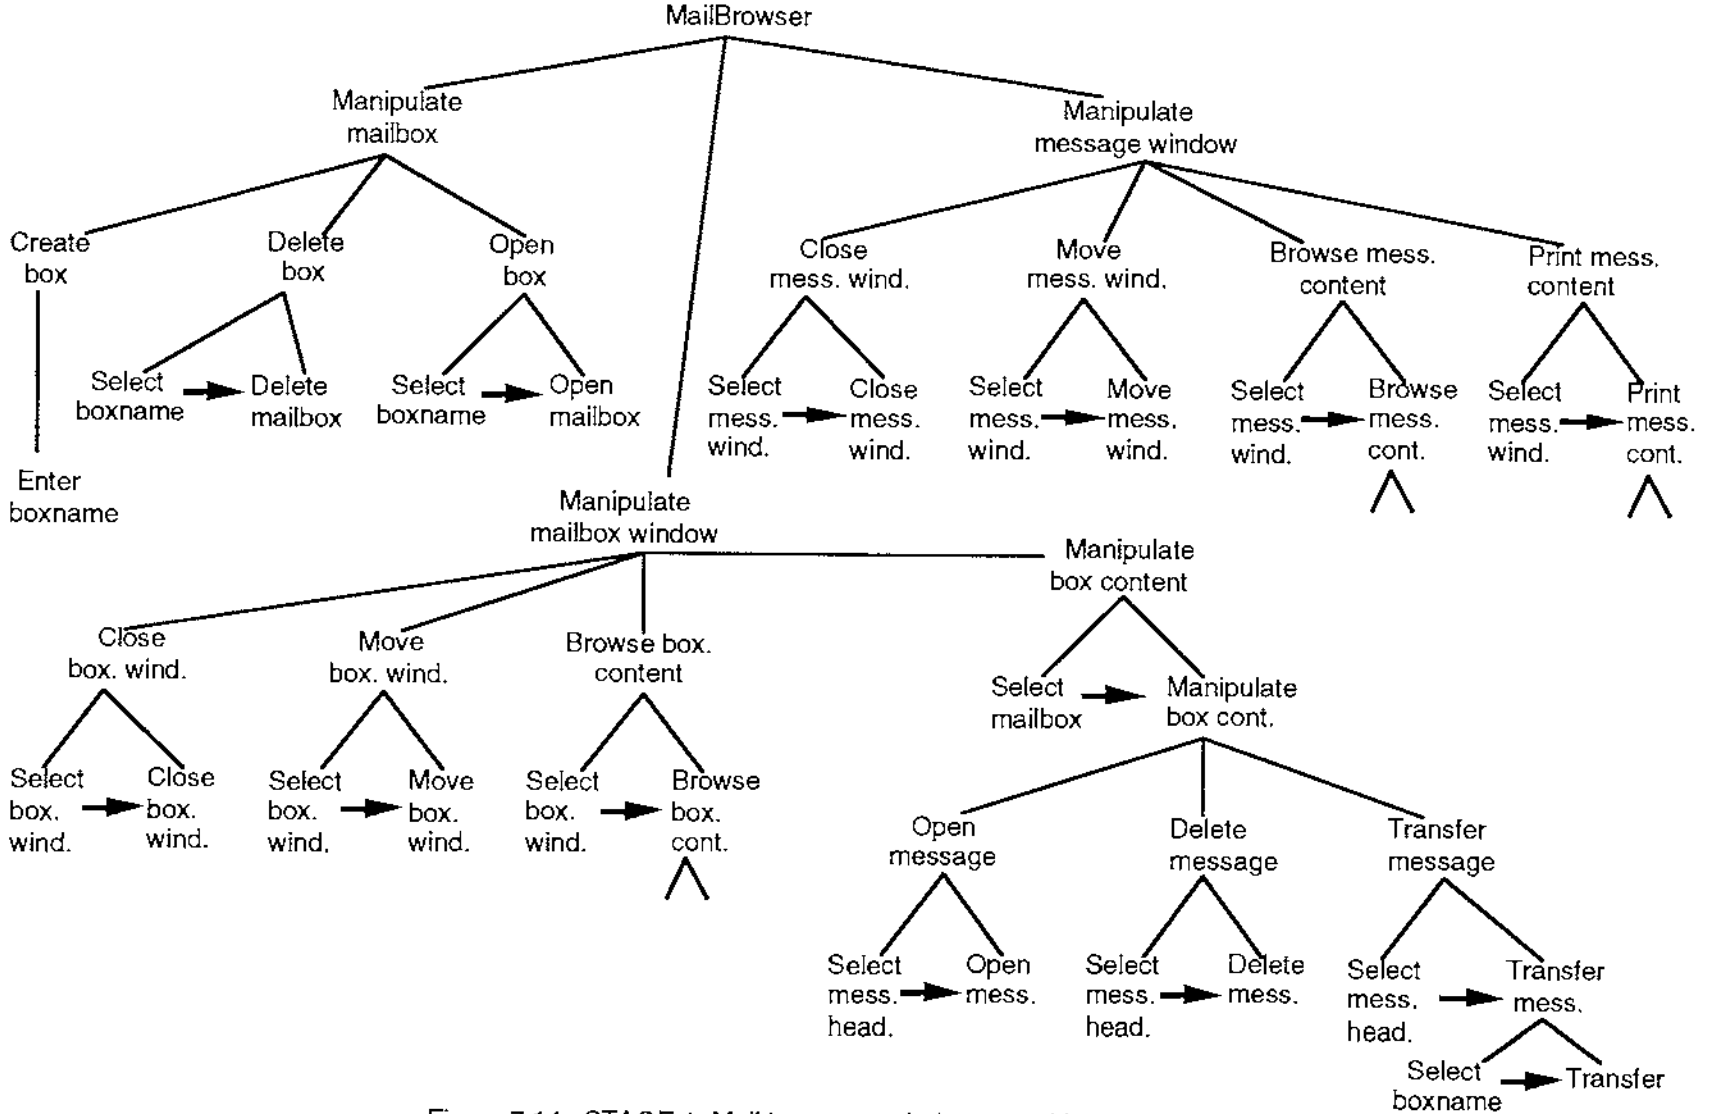 MailBrowser
Manipulate
mailbox
Manipulate
message window
Create
box
Delete
box
Open
box
Close
mess. wind.
Move
mess. wind.
Browse mess.
content
Print mess.
content
Select
boxname
Delete
mailbox
Select
boxname
Open
mailbox
Select
mess.
wind.
Close
mess.
wind.
Select
mess.
wind.
Move
mess.
wind.
Select
mess.
wind.
Browse
mess.
cont.
Select
mess.
wind.
Print
mess.
cont.
Enter
boxname
Manipulate
mailbox window
Manipulate
box content
Close
box. wind.
Move
box. wind.
Browse box.
content
Select
mailbox
Manipulate
box cont.
Select
box.
wind.
Close
box.
wind.
Select
box.
wind.
Move
box.
wind.
Select
box.
wind.
Browse
box.
cont.
Open
message
Delete
message
Transfer
message
Select
mess.
head.
Open
mess.
Select
mess.
head.
Delete
mess.
Select
mess.
head.
Transfer
mess.
Select
boxname
Transfer